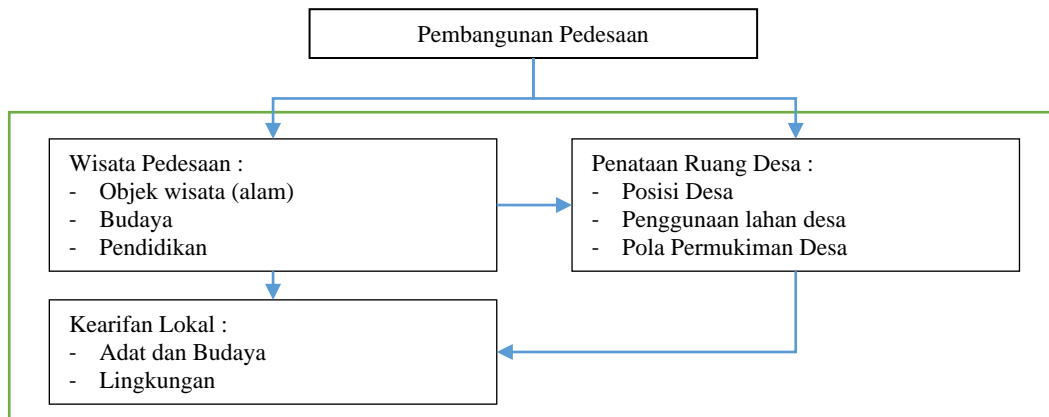 Pembangunan Pedesaan
Wisata Pedesaan :
- Objek wisata (alam)
- Budaya
- Pendidikan
Penataan Ruang Desa :
- Posisi Desa
- Penggunaan lahan desa
- Pola Permukiman Desa
Kearifan Lokal :
- Adat dan Budaya
- Lingkungan